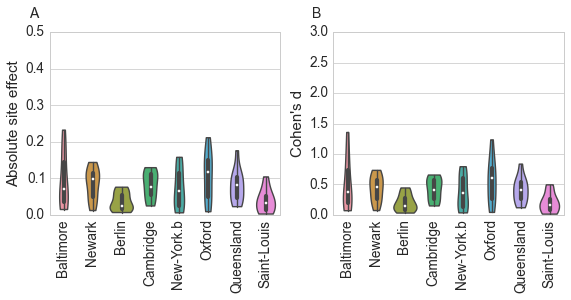 A
Absolute site effect
0.5
0.4
0.3
0.2
0.1
0.0
Baltimore
Newark
Berlin
Cambridge
New-York.b
Oxford
Queensland
Saint-Louis
B
Cohen's d
3.0
2.5
2.0
1.5
1.0
0.5
0.0
Baltimore
Newark
Berlin
Cambridge
New-York.b
Oxford
Queensland
Saint-Louis